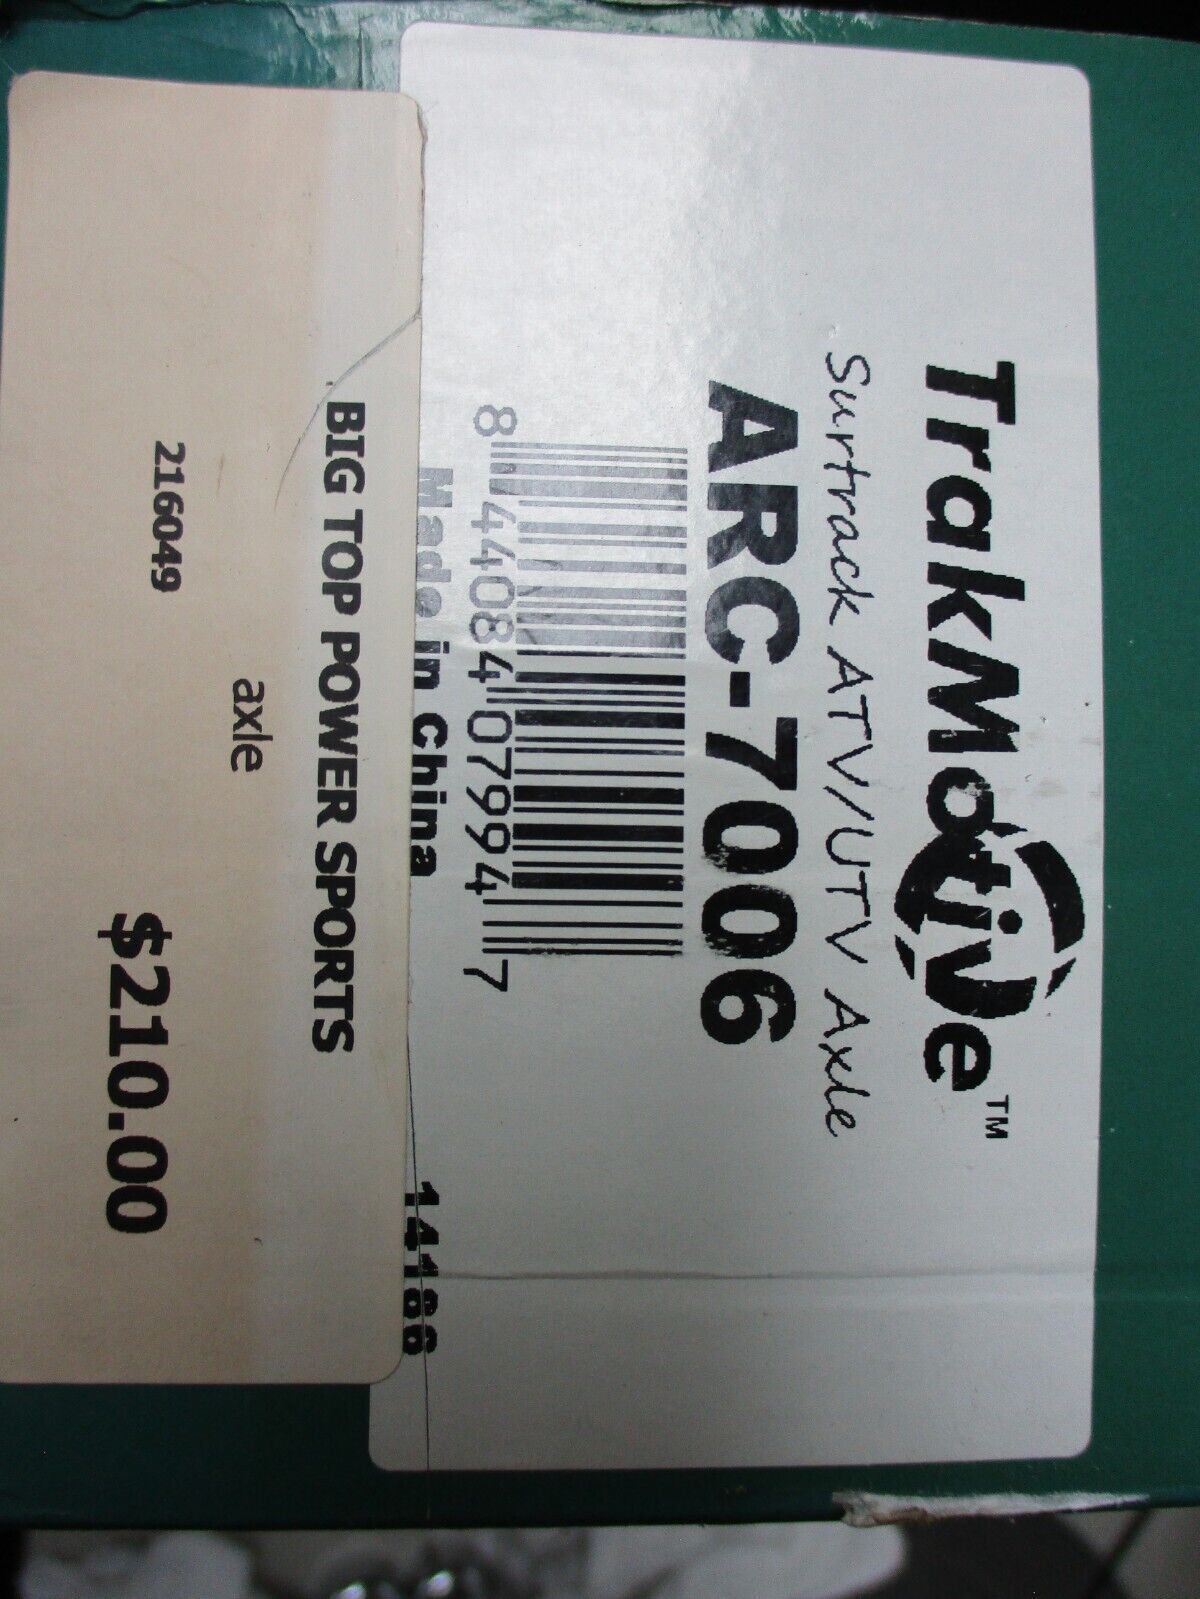 TrakMotive™
Surtrack ATV/UTV Axle
ARC-7006
8 44084 07994 7
Made in China
14166
BIG TOP POWER SPORTS
axle
216049
$210.00